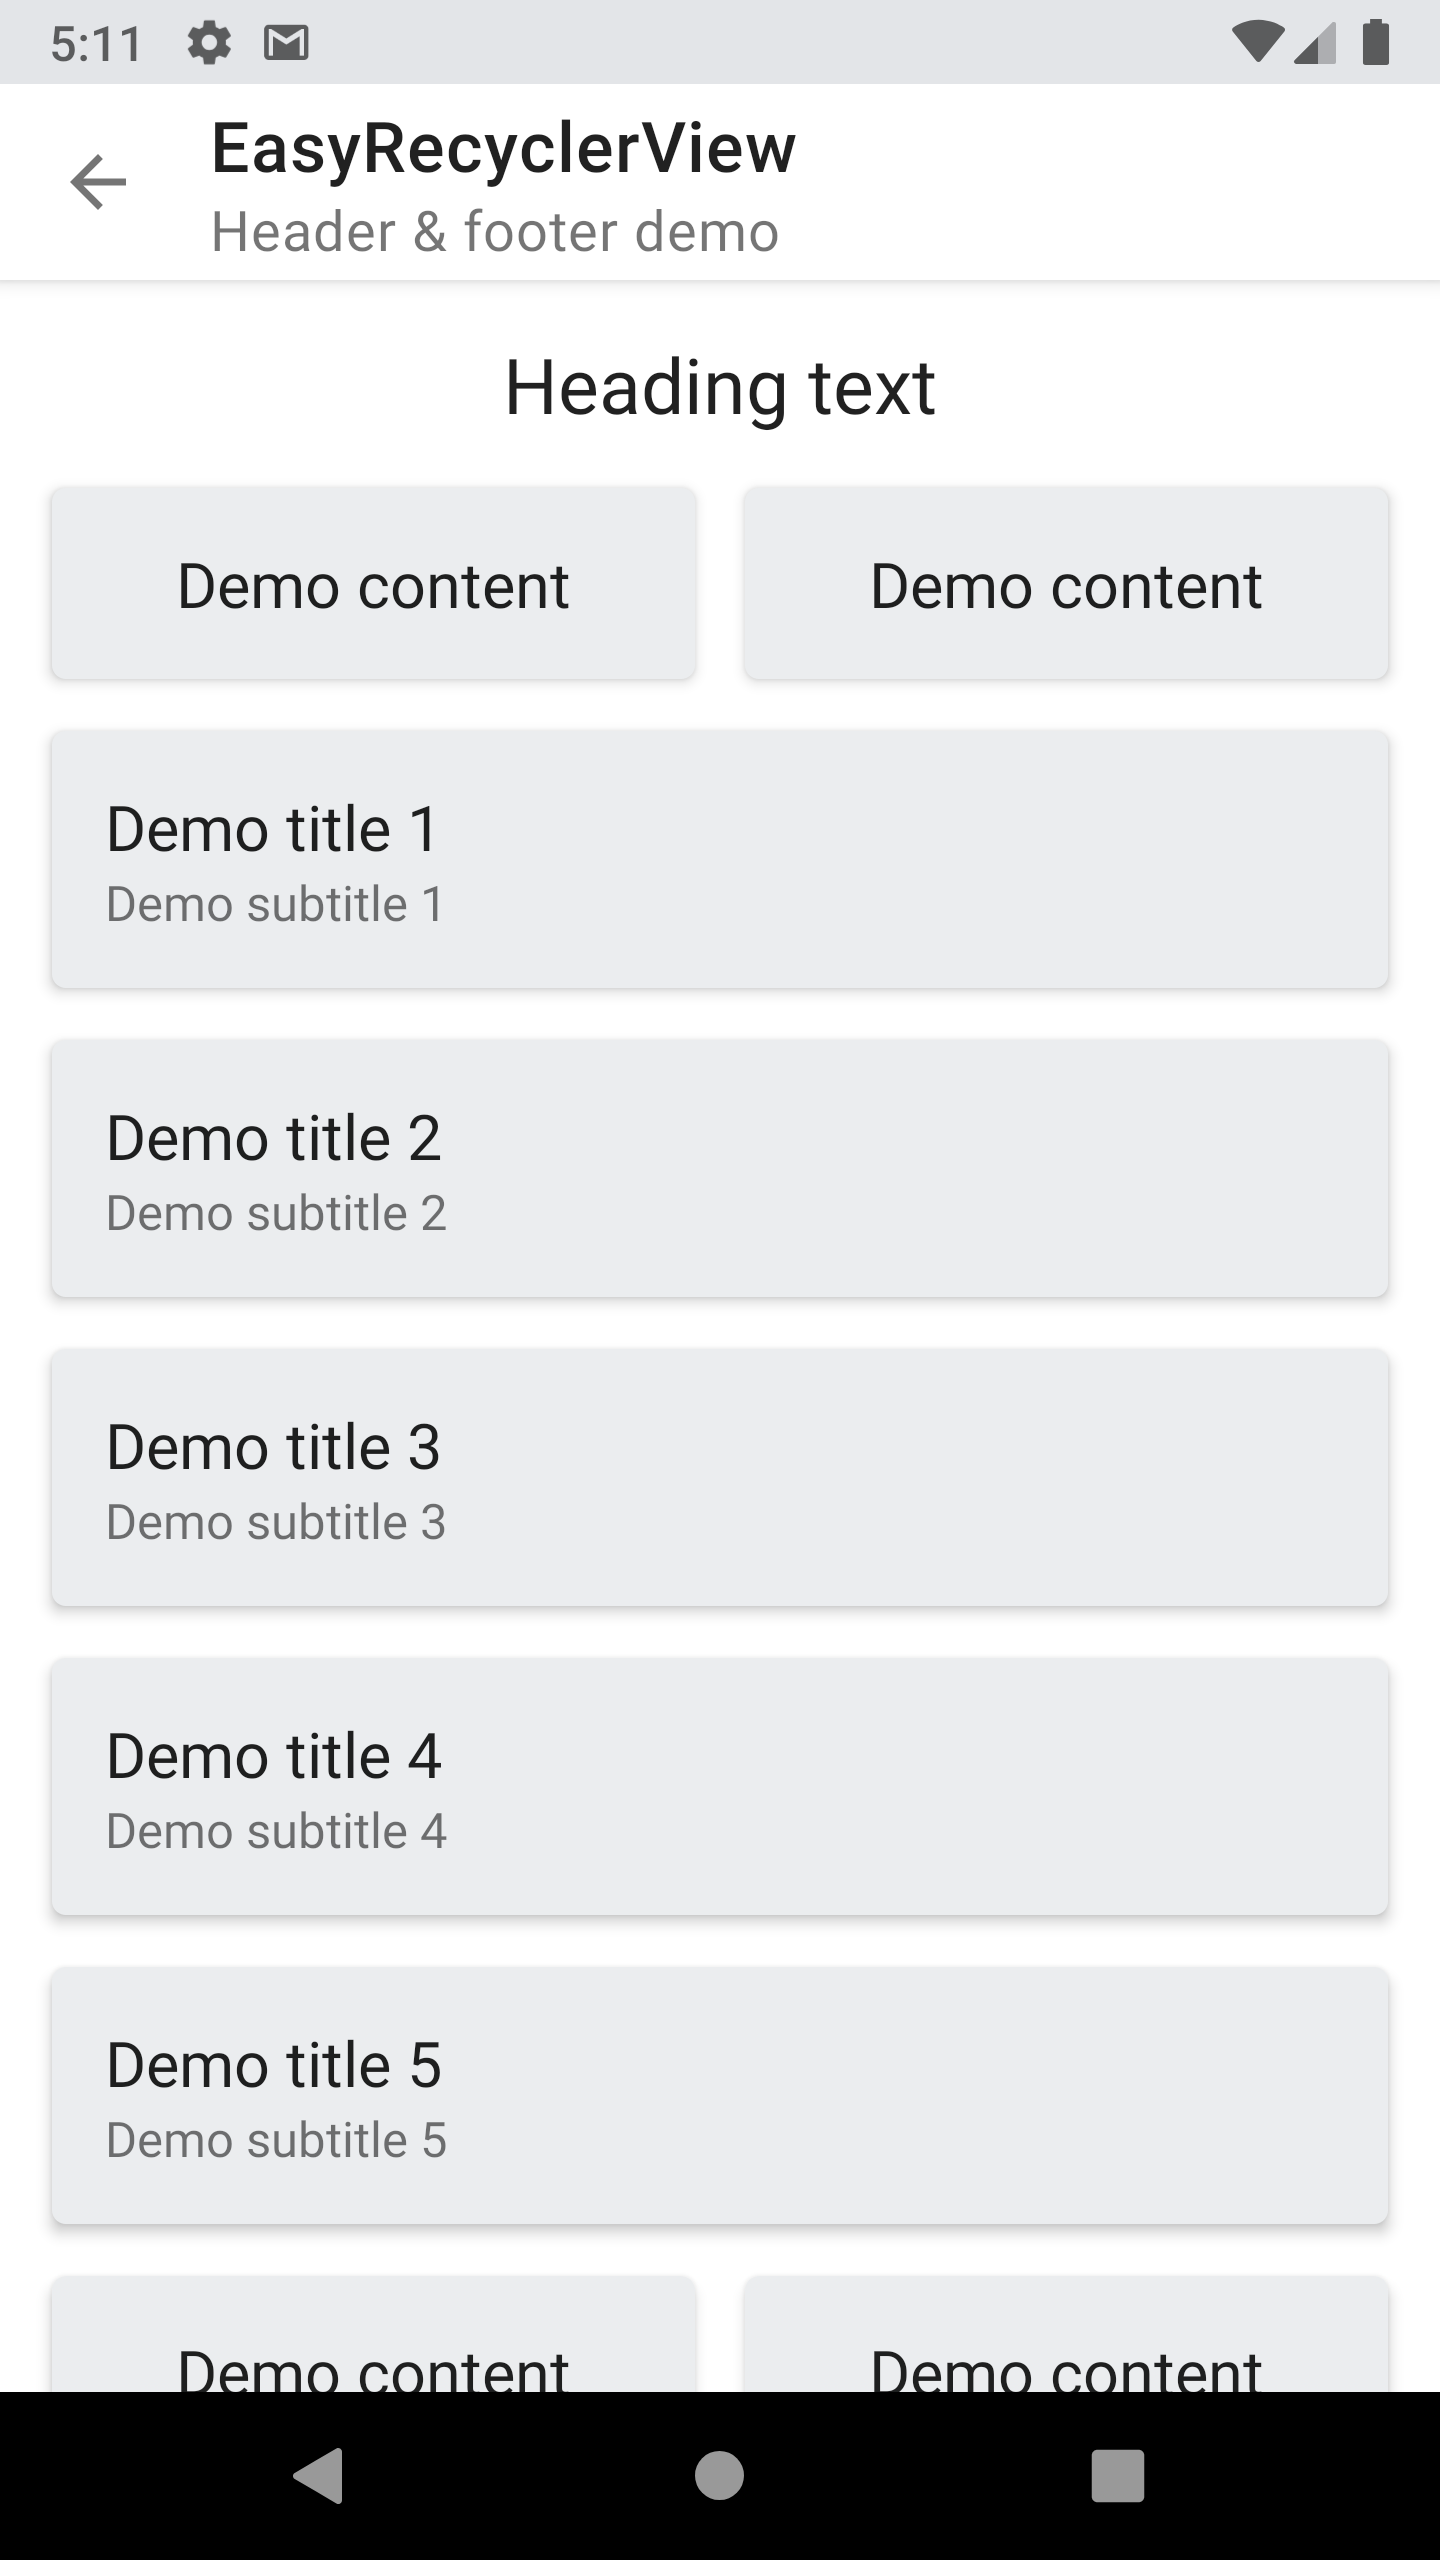 5:11
EasyRecyclerView
Header & footer demo
Heading text
Demo content
Demo content
Demo title 1
Demo subtitle 1
Demo title 2
Demo subtitle 2
Demo title 3
Demo subtitle 3
Demo title 4
Demo subtitle 4
Demo title 5
Demo subtitle 5
Demo content
Demo content